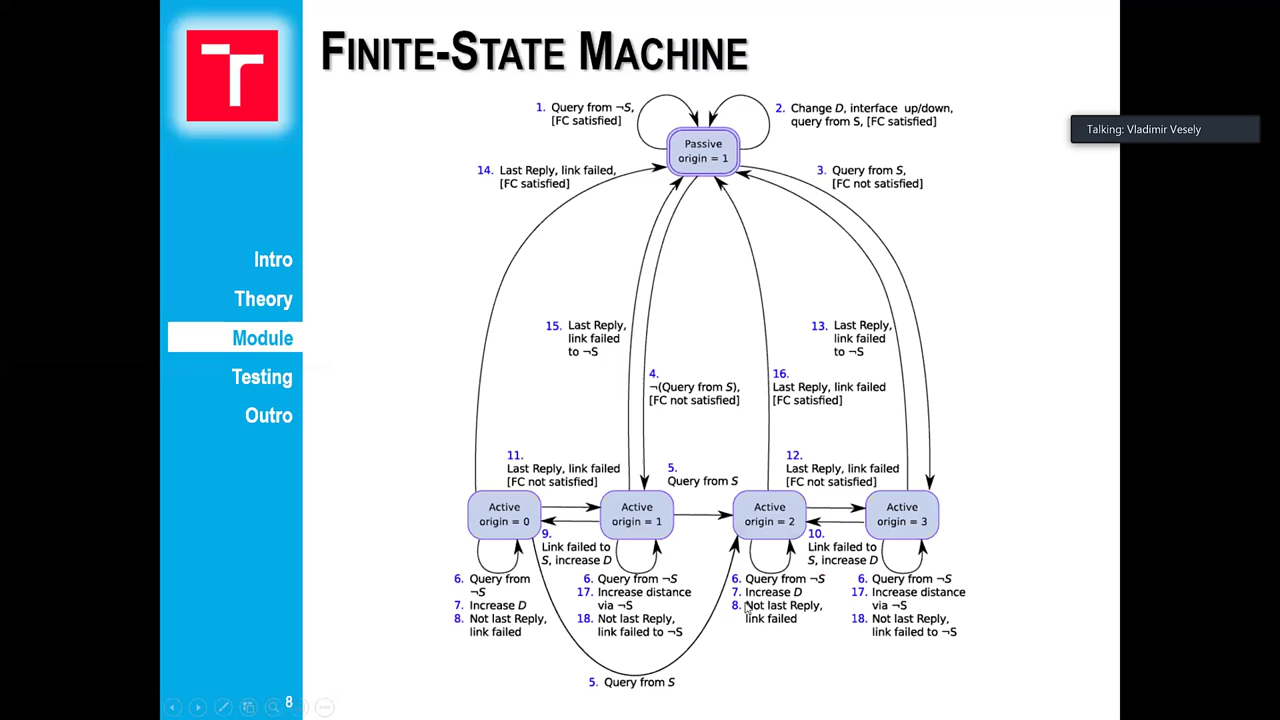 FINITE-STATE MACHINE
Talking: Vladimir Vesely
Intro
Theory
Module
Testing
Outro
1. Query from ¬S,
[FC satisfied]
2. Change D, interface up/down,
query from S, [FC satisfied]
Passive
origin = 1
14. Last Reply, link failed,
[FC satisfied]
3. Query from S,
[FC not satisfied]
15. Last Reply,
link failed
to ¬S
13. Last Reply,
link failed
to ¬S
4.
¬(Query from S),
[FC not satisfied]
16.
Last Reply, link failed
[FC satisfied]
11.
Last Reply, link failed
[FC not satisfied]
5.
Query from S
12.
Last Reply, link failed
[FC not satisfied]
Active
origin = 0
Active
origin = 1
Active
origin = 2
Active
origin = 3
9.
Link failed to
S, increase D
10.
Link failed to
S, increase D
6. Query from
¬S
7. Increase D
8. Not last Reply,
link failed
6. Query from ¬S
17. Increase distance
via ¬S
18. Not last Reply,
link failed to ¬S
6. Query from ¬S
7. Increase D
8. Not last Reply,
link failed
6. Query from ¬S
17. Increase distance
via ¬S
18. Not last Reply,
link failed to ¬S
5. Query from S
8